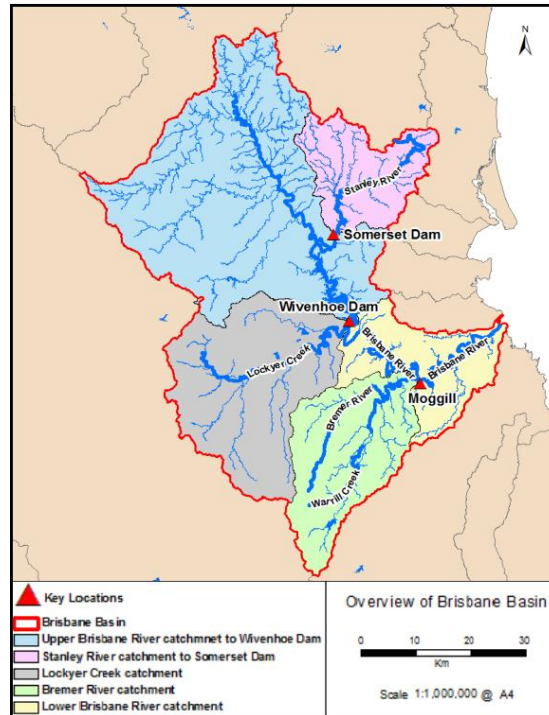 N
Stanley River
Somerset Dam
Wivenhoe Dam
Brisbane River
Brisbane River
Lockyer Creek
Moggill
Bremer River
Warrill Creek
Key Locations
Brisbane Basin
Upper Brisbane River catchmnet to Wivenhoe Dam
Stanley River catchment to Somerset Dam
Lockyer Creek catchment
Bremer River catchment
Lower Brisbane River catchment
Overview of Brisbane Basin
0 10 20 30
Km
Scale 1:1,000,000 @ A4